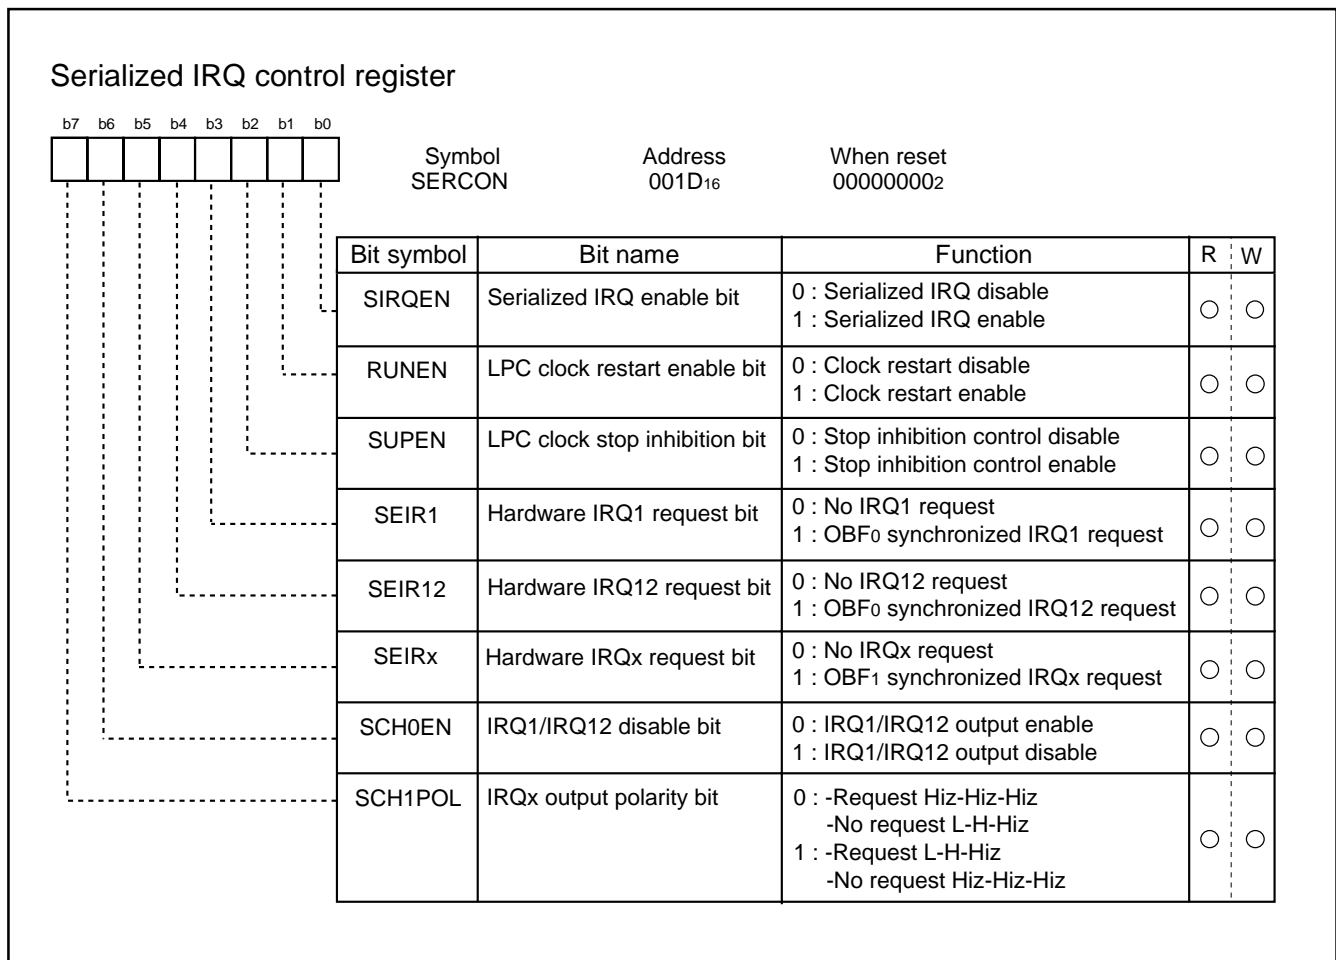 Serialized IRQ control register
b7 b6 b5 b4 b3 b2 b1 b0
Symbol Address When reset
SERCON 001D16 000000002
Bit symbol Bit name Function R W
SIRQEN Serialized IRQ enable bit 0 : Serialized IRQ disable
1 : Serialized IRQ enable ○ ○
RUNEN LPC clock restart enable bit 0 : Clock restart disable
1 : Clock restart enable ○ ○
SUPEN LPC clock stop inhibition bit 0 : Stop inhibition control disable
1 : Stop inhibition control enable ○ ○
SEIR1 Hardware IRQ1 request bit 0 : No IRQ1 request
1 : OBF0 synchronized IRQ1 request ○ ○
SEIR12 Hardware IRQ12 request bit 0 : No IRQ12 request
1 : OBF0 synchronized IRQ12 request ○ ○
SEIRx Hardware IRQx request bit 0 : No IRQx request
1 : OBF1 synchronized IRQx request ○ ○
SCH0EN IRQ1/IRQ12 disable bit 0 : IRQ1/IRQ12 output enable
1 : IRQ1/IRQ12 output disable ○ ○
SCH1POL IRQx output polarity bit 0 : -Request Hiz-Hiz-Hiz
-No request L-H-Hiz
1 : -Request L-H-Hiz ○ ○
-No request Hiz-Hiz-Hiz